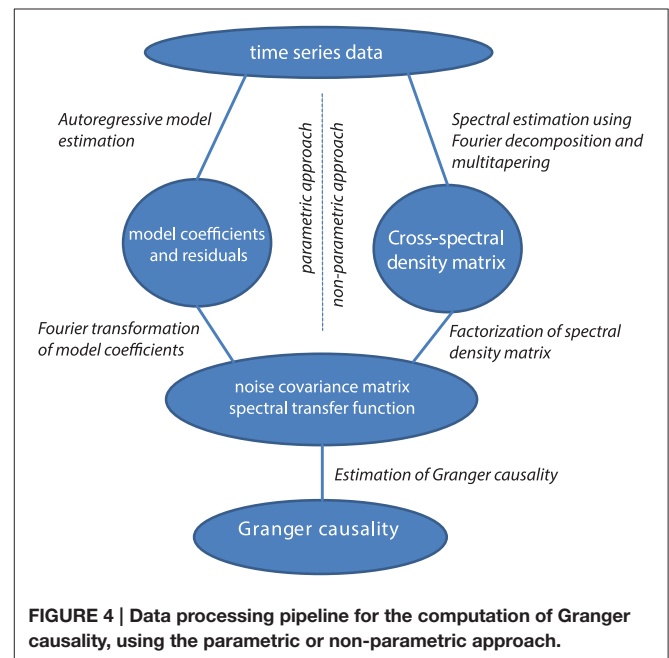 time series data
Autoregressive model
estimation
Spectral estimation using
Fourier decomposition and
multitapering
parametric approach
non-parametric approach
model coefficients
and residuals
Cross-spectral
density matrix
Fourier transformation
of model coefficients
Factorization of spectral
density matrix
noise covariance matrix
spectral transfer function
Estimation of Granger causality
Granger causality
FIGURE 4 | Data processing pipeline for the computation of Granger
causality, using the parametric or non-parametric approach.